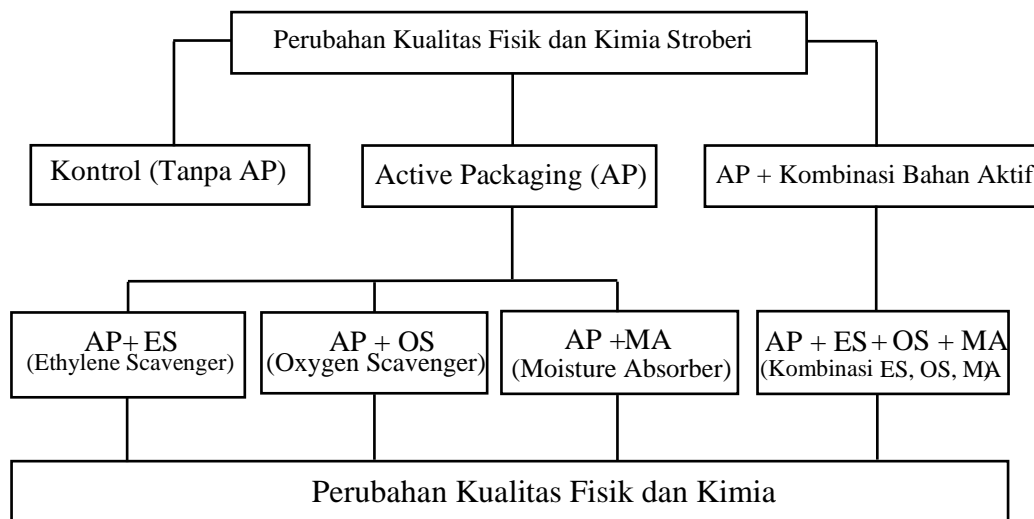 Perubahan Kualitas Fisik dan Kimia Stroberi
Kontrol (Tanpa AP)
Active Packaging (AP)
AP + Kombinasi Bahan Aktif
AP+ ES
(Ethylene Scavenger)
AP + OS
(Oxygen Scavenger)
AP +MA
(Moisture Absorber)
AP + ES + OS + MA
(Kombinasi ES, OS, MA)
Perubahan Kualitas Fisik dan Kimia